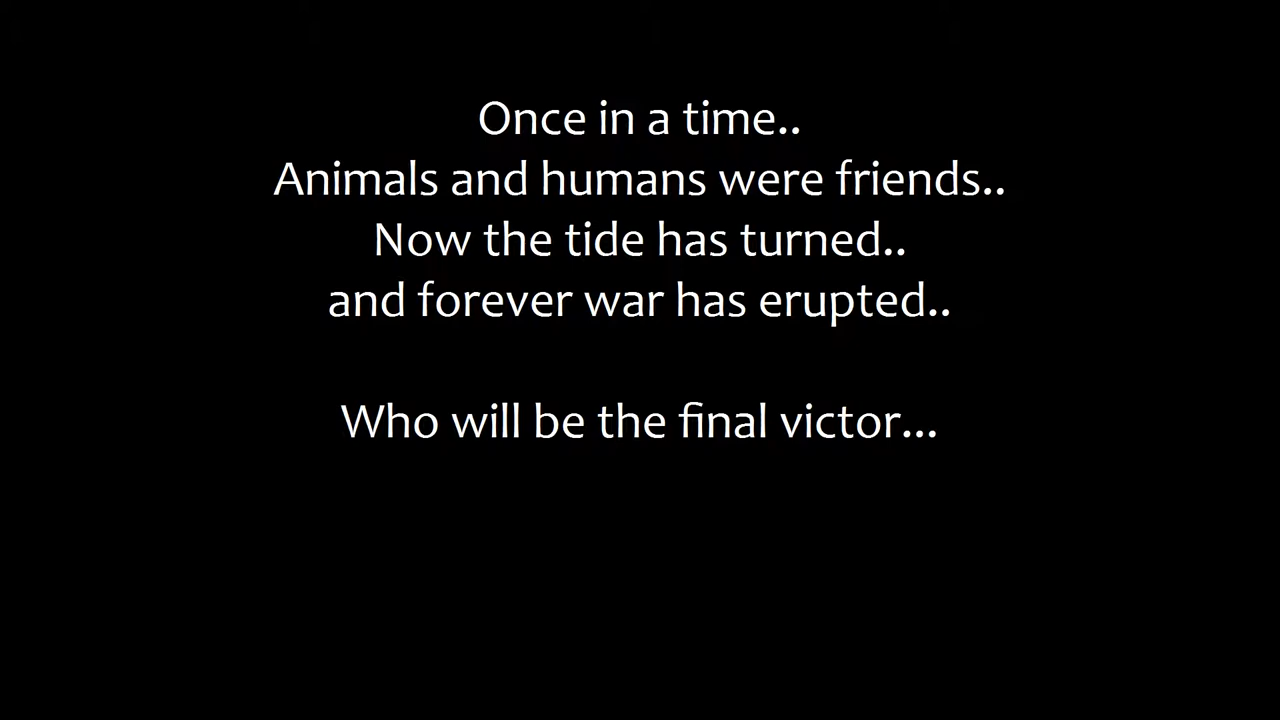 Once in a time..
Animals and humans were friends..
Now the tide has turned..
and forever war has erupted..
Who will be the final victor...